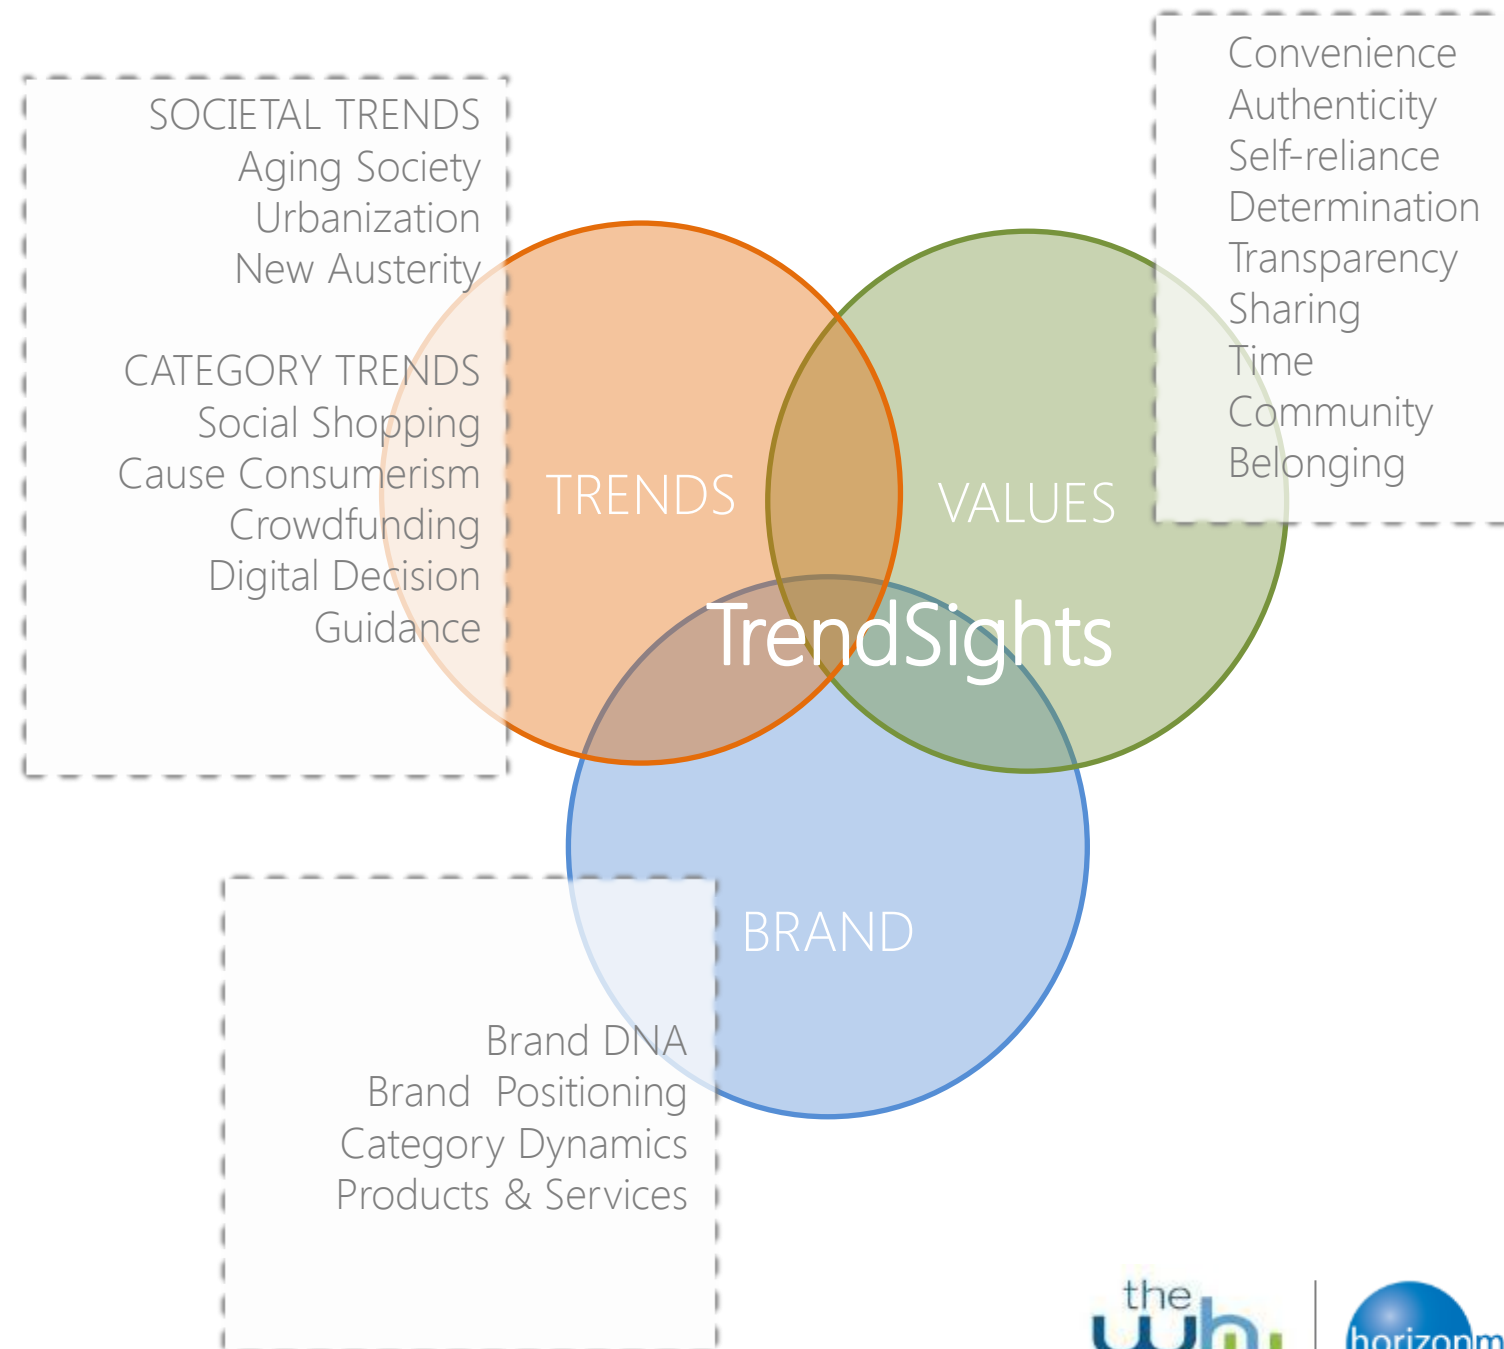 SOCIETAL TRENDS
Aging Society
Urbanization
New Austerity
CATEGORY TRENDS
Social Shopping
Cause Consumerism
Crowdfunding
Digital Decision
Guidance
Convenience
Authenticity
Self-reliance
Determination
Transparency
Sharing
Time
Community
Belonging
TRENDS
VALUES
TrendSights
BRAND
Brand DNA
Brand Positioning
Category Dynamics
Products & Services
the